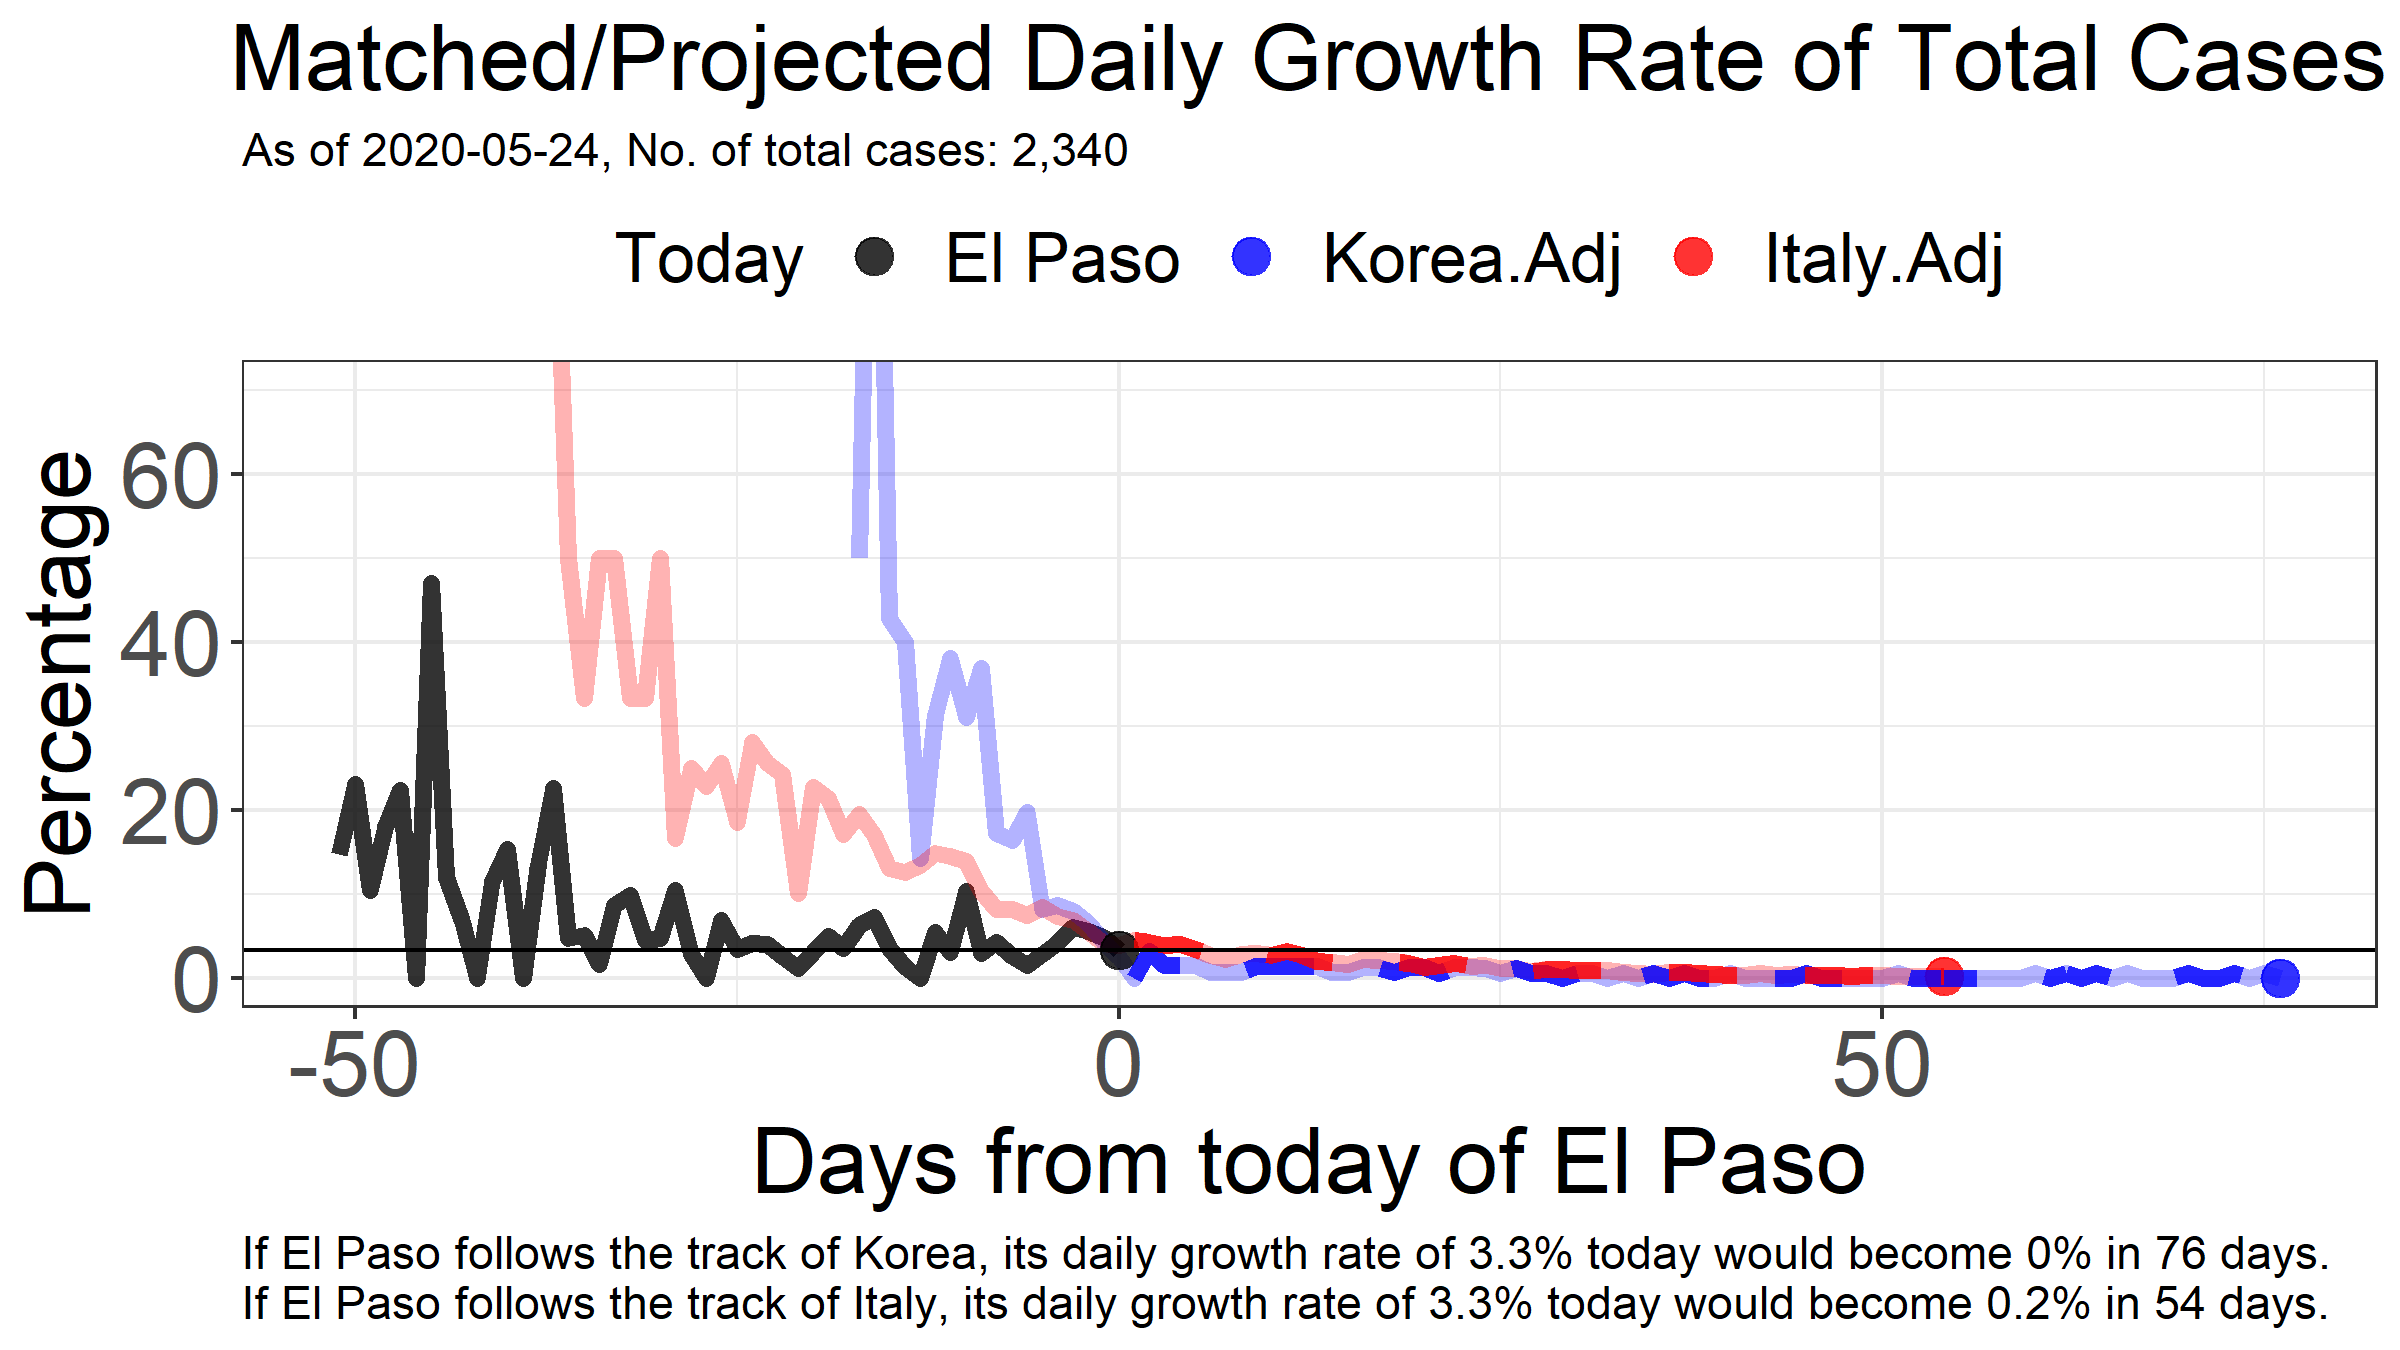 Matched/Projected Daily Growth Rate of Total Cases
As of 2020-05-24, No. of total cases: 2,340
Today El Paso Korea.Adj Italy.Adj
Percentage
60
40
20
0
-50 0 50
Days from today of El Paso
If El Paso follows the track of Korea, its daily growth rate of 3.3% today would become 0% in 76 days.
If El Paso follows the track of Italy, its daily growth rate of 3.3% today would become 0.2% in 54 days.